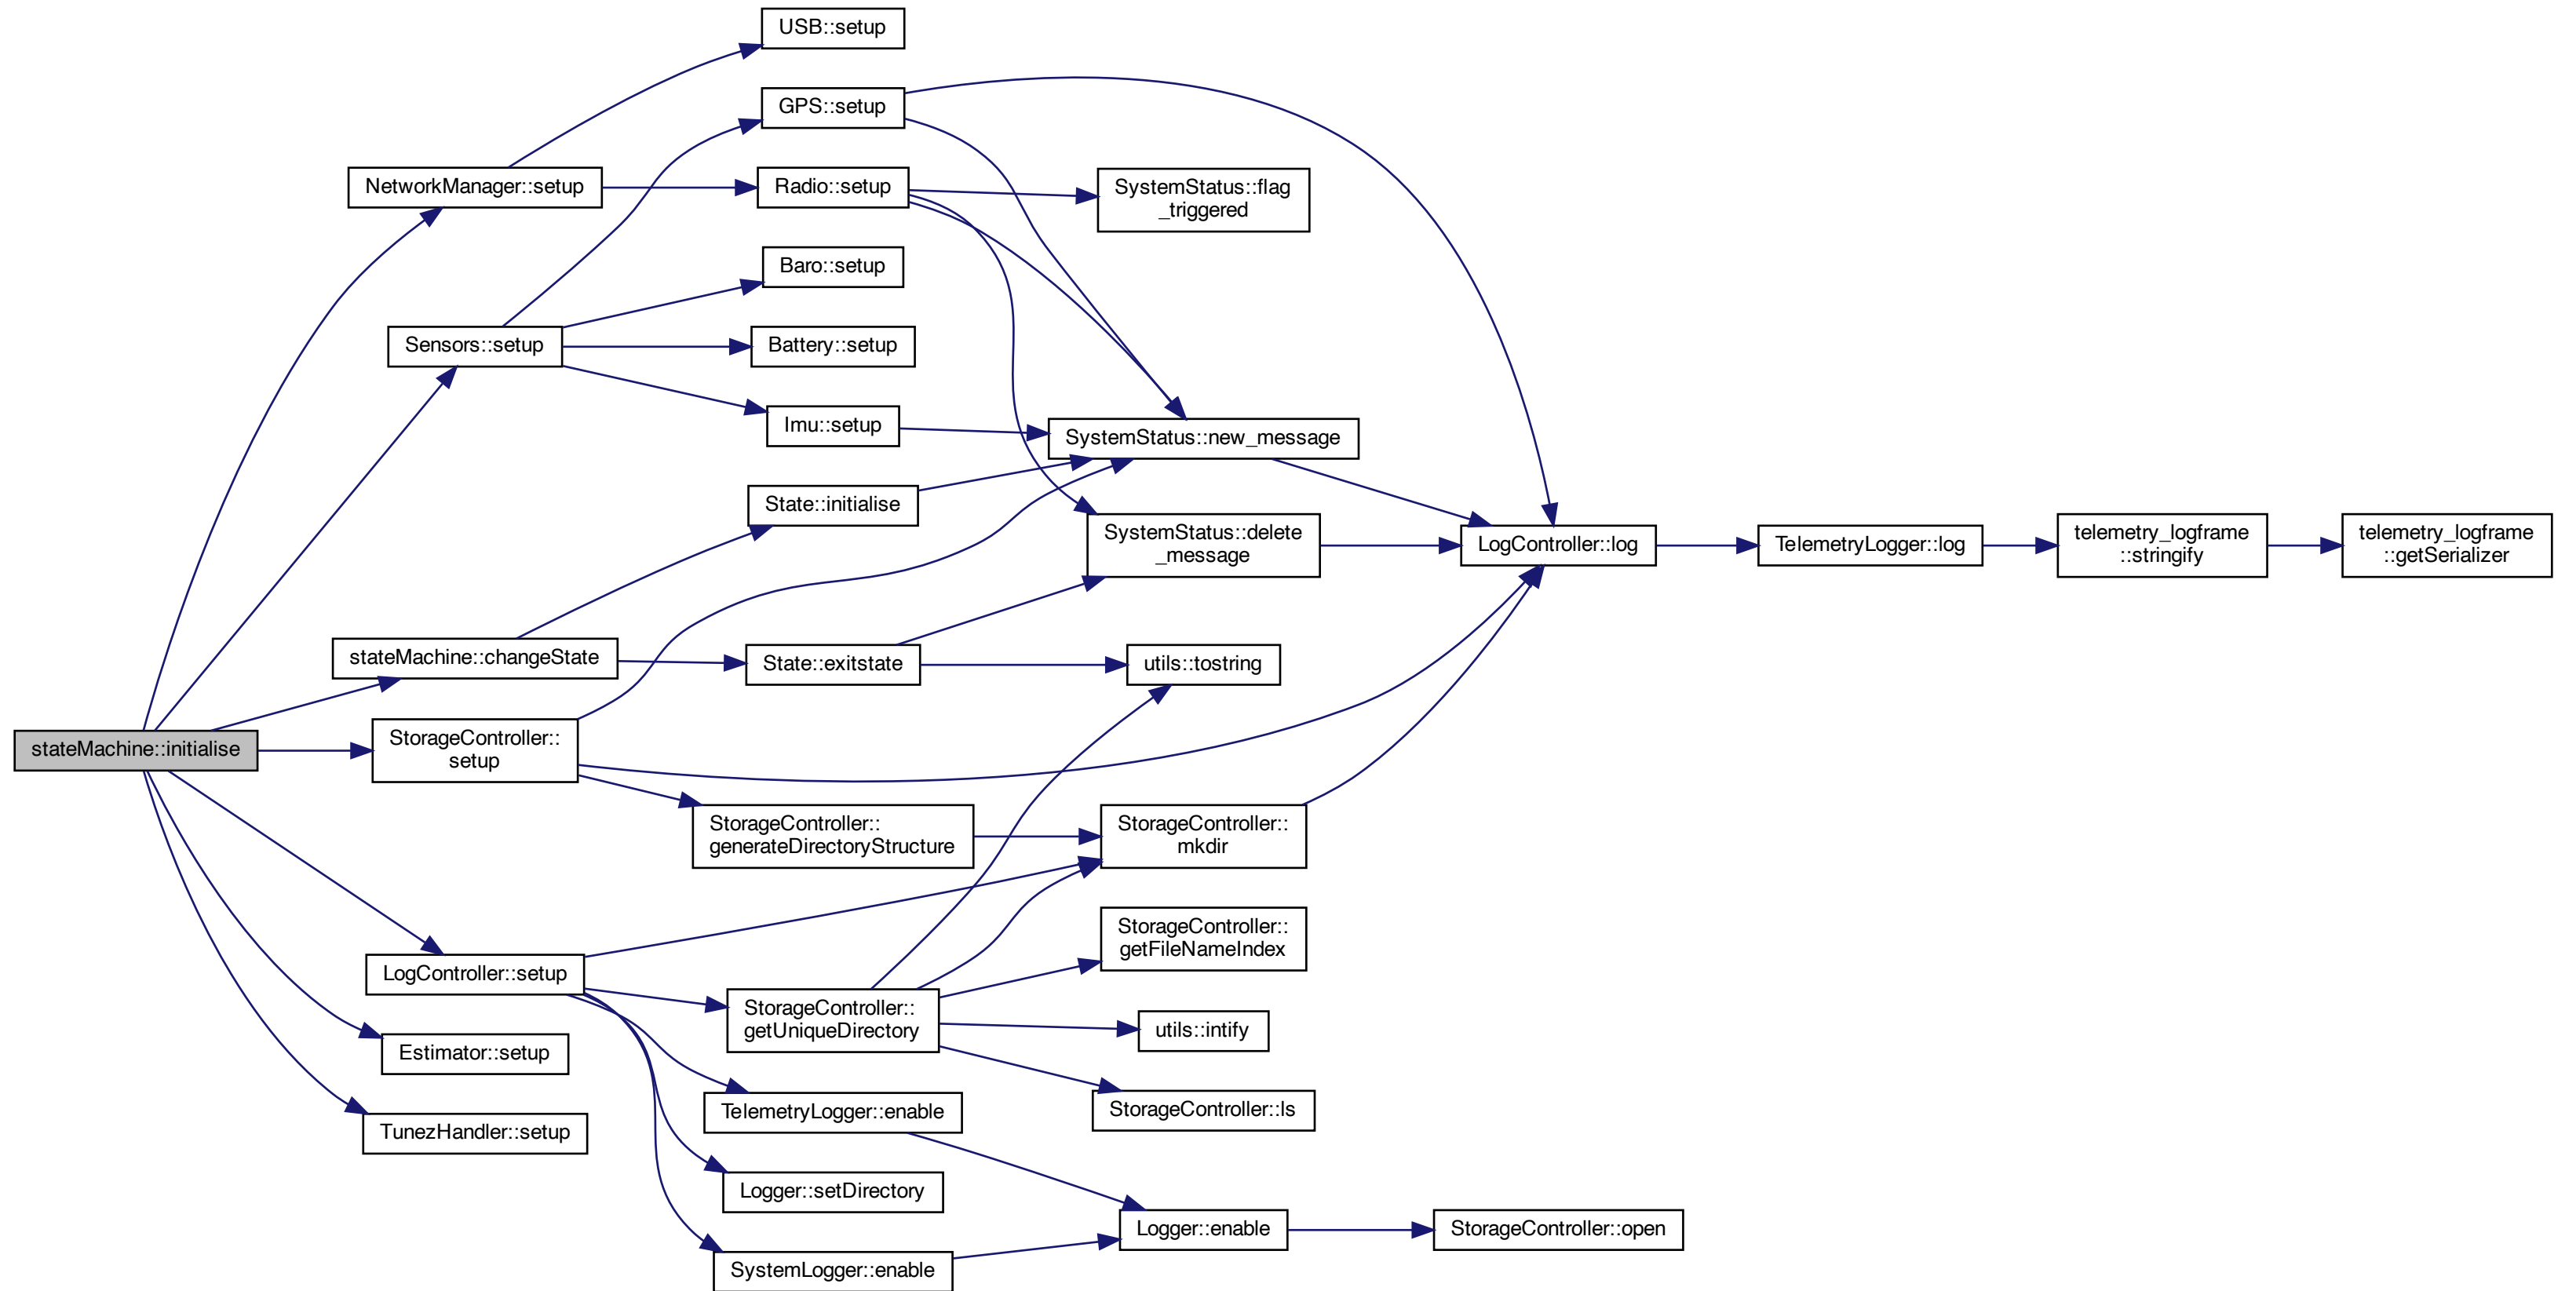 USB::setup
GPS::setup
NetworkManager::setup
Radio::setup
SystemStatus::flag
_triggered
Baro::setup
Sensors::setup
Battery::setup
Imu::setup
SystemStatus::new_message
State::initialise
SystemStatus::delete
_message
LogController::log
TelemetryLogger::log
telemetry_logframe
::stringify
telemetry_logframe
::getSerializer
stateMachine::changeState
State::exitstate
utils::tostring
stateMachine::initialise
StorageController::
setup
StorageController::
generateDirectoryStructure
StorageController::
mkdir
StorageController::
getFileNameIndex
LogController::setup
StorageController::
getUniqueDirectory
utils::intify
Estimator::setup
TelemetryLogger::enable
StorageController::ls
TunezHandler::setup
Logger::setDirectory
Logger::enable
StorageController::open
SystemLogger::enable